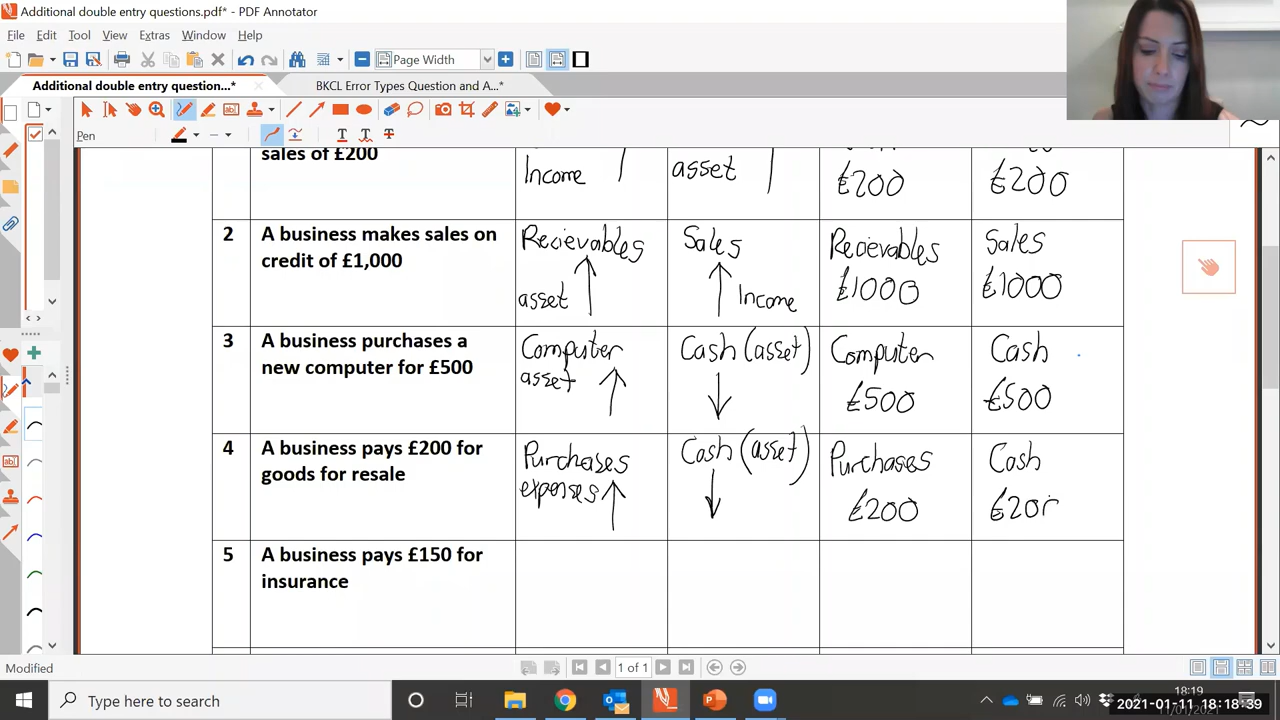 Additional double entry questions.pdf* - PDF Annotator
File Edit Tool View Extras Window Help
Page Width
Additional double entry question...*
BKCL Error Types Question and A...*
Pen
sales of £200
Income
asset
£200
£200
2
A business makes sales on
credit of £1,000
Recievables
asset
Sales
Income
Recievables
£1000
Sales
£1000
3
A business purchases a
new computer for £500
Computer
asset
Cash (asset)
Computer
£500
Cash
£500
4
A business pays £200 for
goods for resale
Purchases
expenses
Cash (asset)
Purchases
£200
Cash
£20
5
A business pays £150 for
insurance
Modified
1 of 1
Type here to search
18:19
2021-01-11 18:18:39